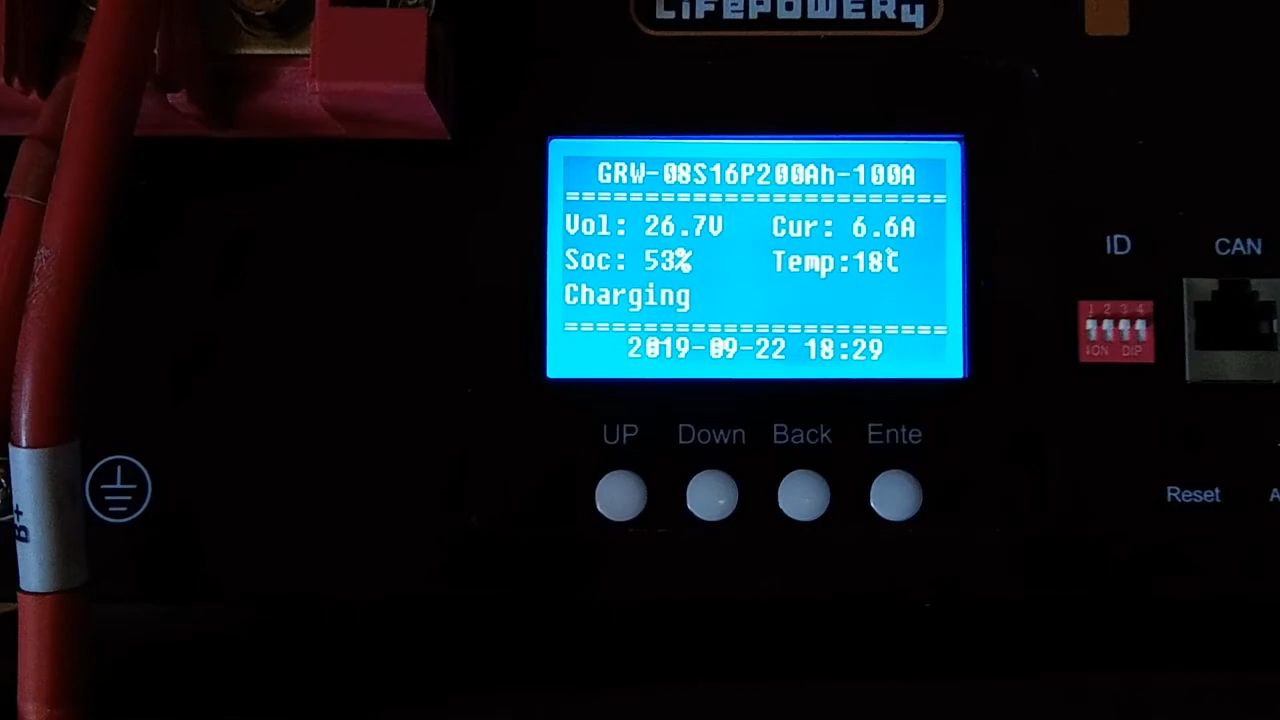 LiFePOWER4
GRW-08S16P200Ah-100A
=========================
Vol: 26.7V Cur: 6.6A
Soc: 53% Temp:18℃
Charging
=========================
2019-09-22 18:29
ID
CAN
1 2 3 4
↓ON DIP
UP Down Back Ente
Reset
A
B+